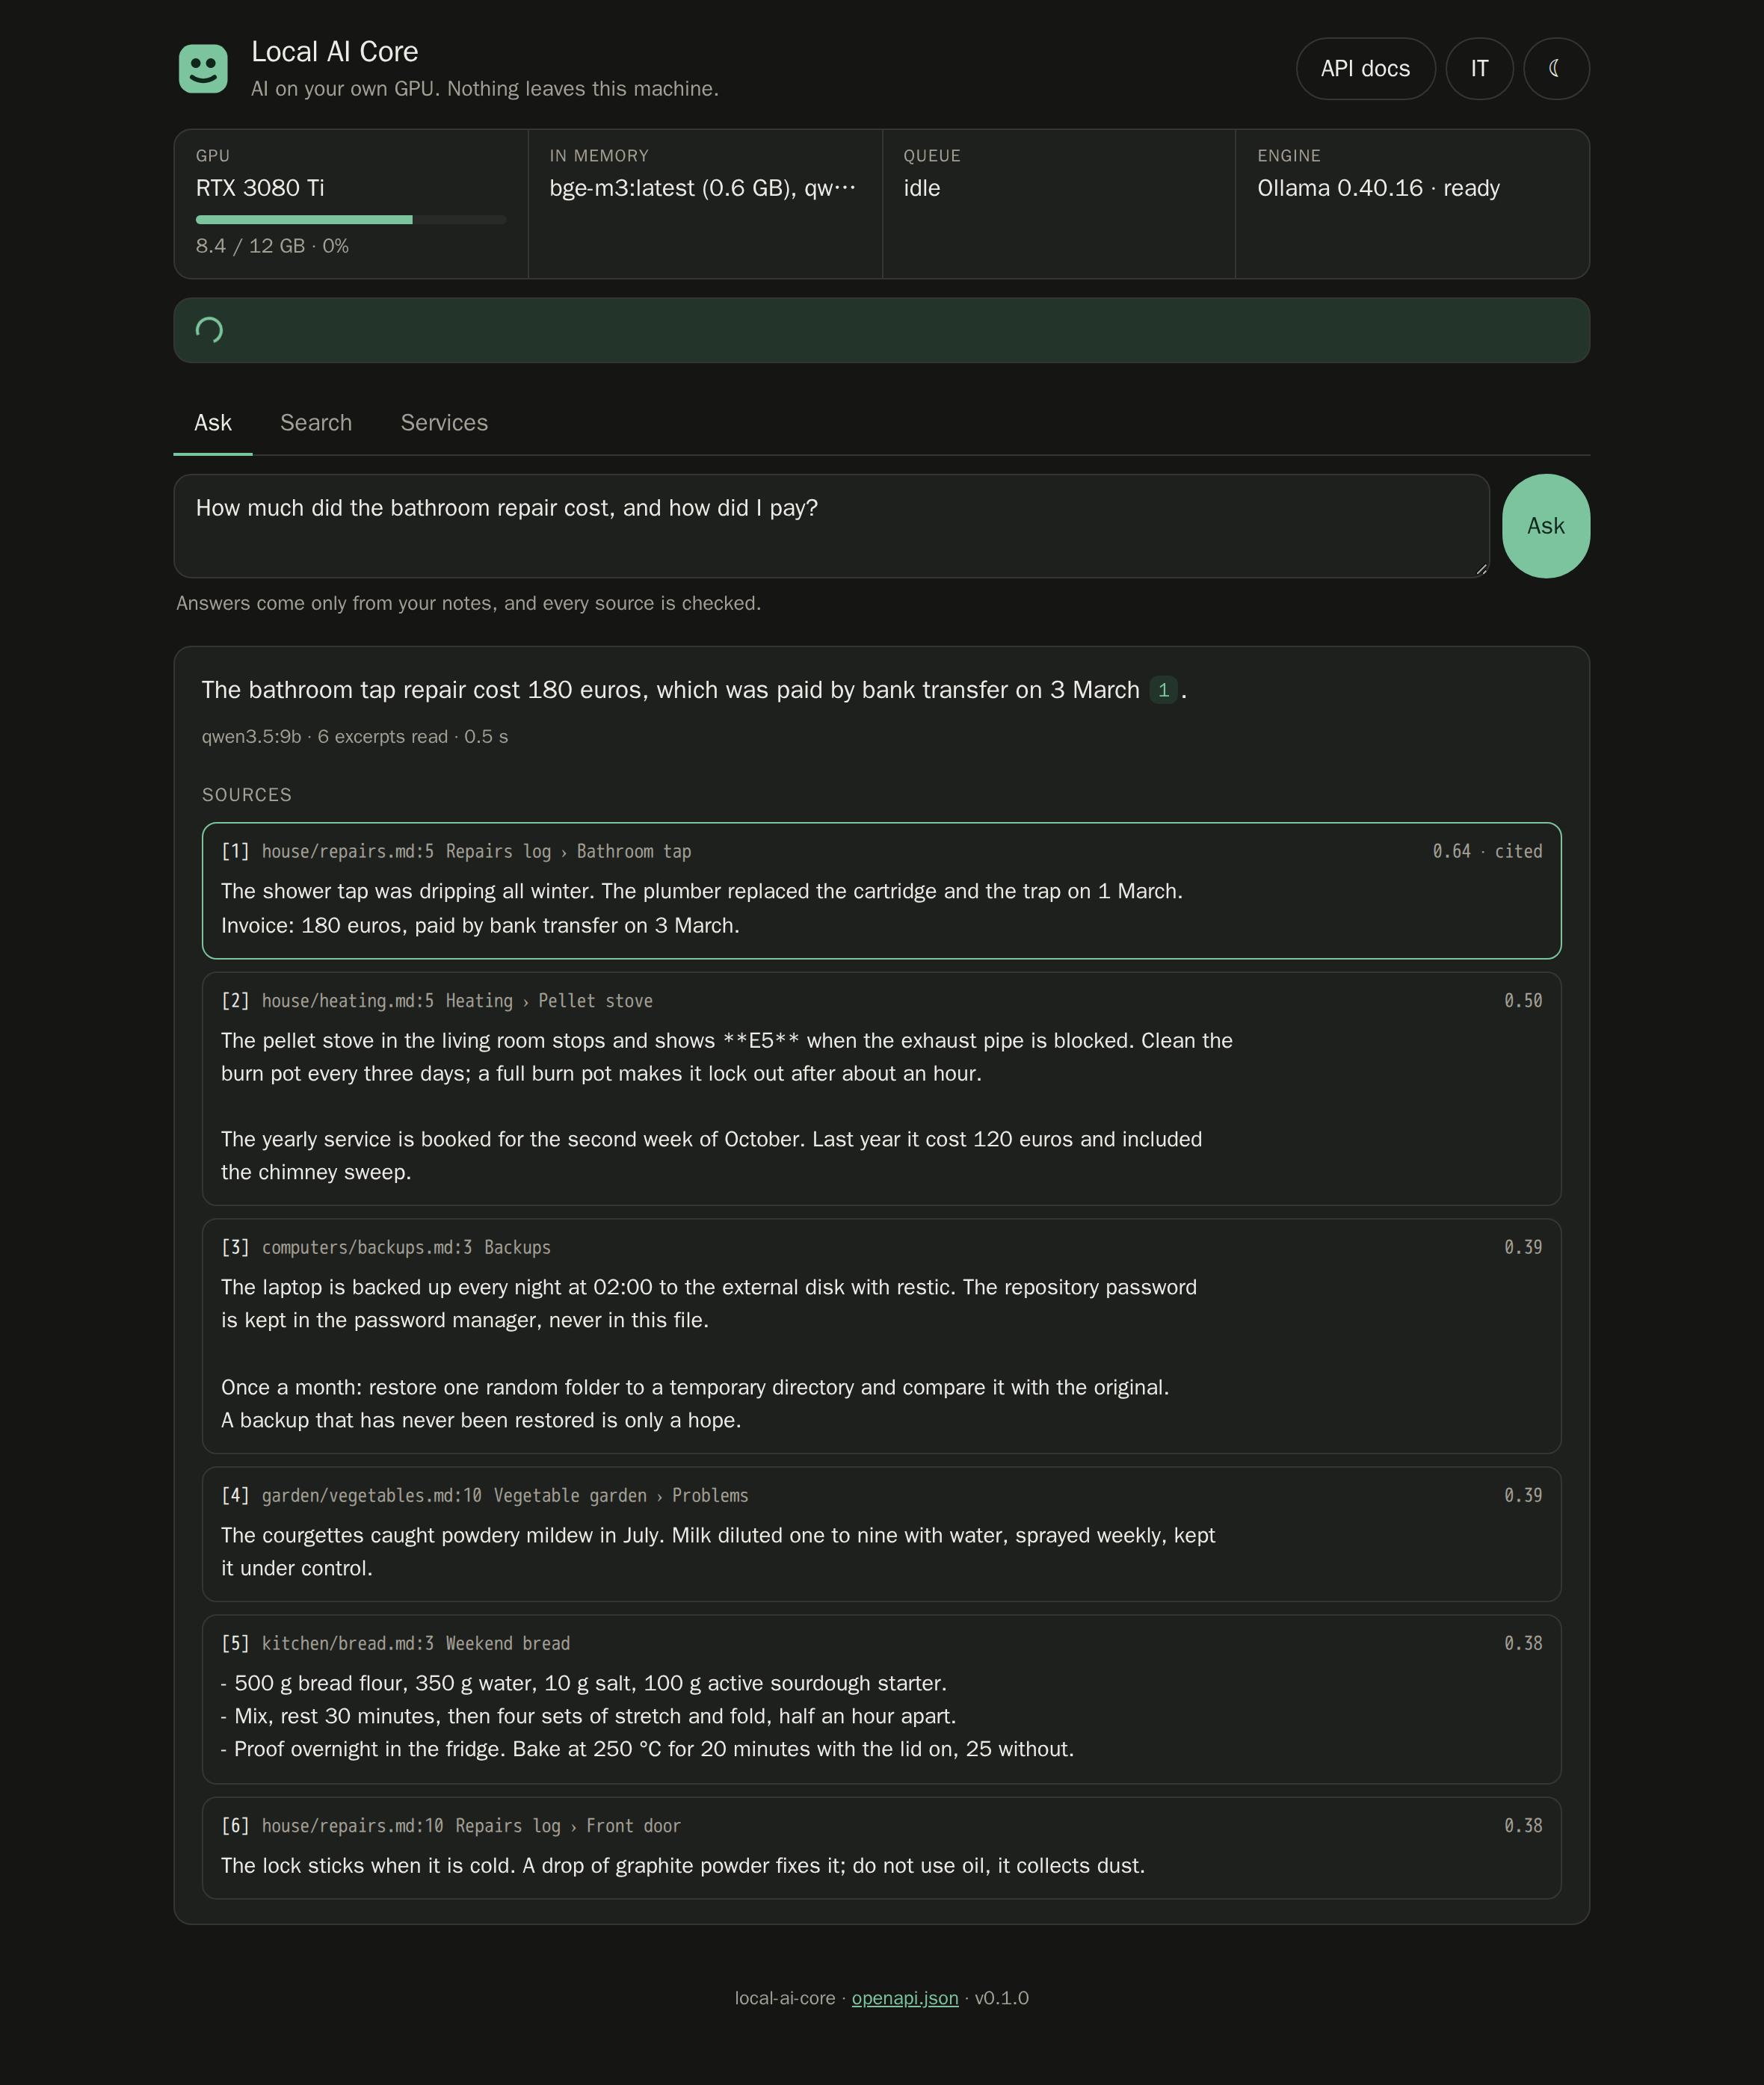 Local AI Core
AI on your own GPU. Nothing leaves this machine.
API docs
IT
GPU
RTX 3080 Ti
8.4 / 12 GB · 0%
IN MEMORY
bge-m3:latest (0.6 GB), qw…
QUEUE
idle
ENGINE
Ollama 0.40.16 · ready
Ask
Search
Services
How much did the bathroom repair cost, and how did I pay?
Ask
Answers come only from your notes, and every source is checked.
The bathroom tap repair cost 180 euros, which was paid by bank transfer on 3 March 1 .
qwen3.5:9b · 6 excerpts read · 0.5 s
SOURCES
[1] house/repairs.md:5 Repairs log › Bathroom tap 0.64 · cited
The shower tap was dripping all winter. The plumber replaced the cartridge and the trap on 1 March.
Invoice: 180 euros, paid by bank transfer on 3 March.
[2] house/heating.md:5 Heating › Pellet stove 0.50
The pellet stove in the living room stops and shows **E5** when the exhaust pipe is blocked. Clean the
burn pot every three days; a full burn pot makes it lock out after about an hour.
The yearly service is booked for the second week of October. Last year it cost 120 euros and included
the chimney sweep.
[3] computers/backups.md:3 Backups 0.39
The laptop is backed up every night at 02:00 to the external disk with restic. The repository password
is kept in the password manager, never in this file.
Once a month: restore one random folder to a temporary directory and compare it with the original.
A backup that has never been restored is only a hope.
[4] garden/vegetables.md:10 Vegetable garden › Problems 0.39
The courgettes caught powdery mildew in July. Milk diluted one to nine with water, sprayed weekly, kept
it under control.
[5] kitchen/bread.md:3 Weekend bread 0.38
- 500 g bread flour, 350 g water, 10 g salt, 100 g active sourdough starter.
- Mix, rest 30 minutes, then four sets of stretch and fold, half an hour apart.
- Proof overnight in the fridge. Bake at 250 °C for 20 minutes with the lid on, 25 without.
[6] house/repairs.md:10 Repairs log › Front door 0.38
The lock sticks when it is cold. A drop of graphite powder fixes it; do not use oil, it collects dust.
local-ai-core · openapi.json · v0.1.0